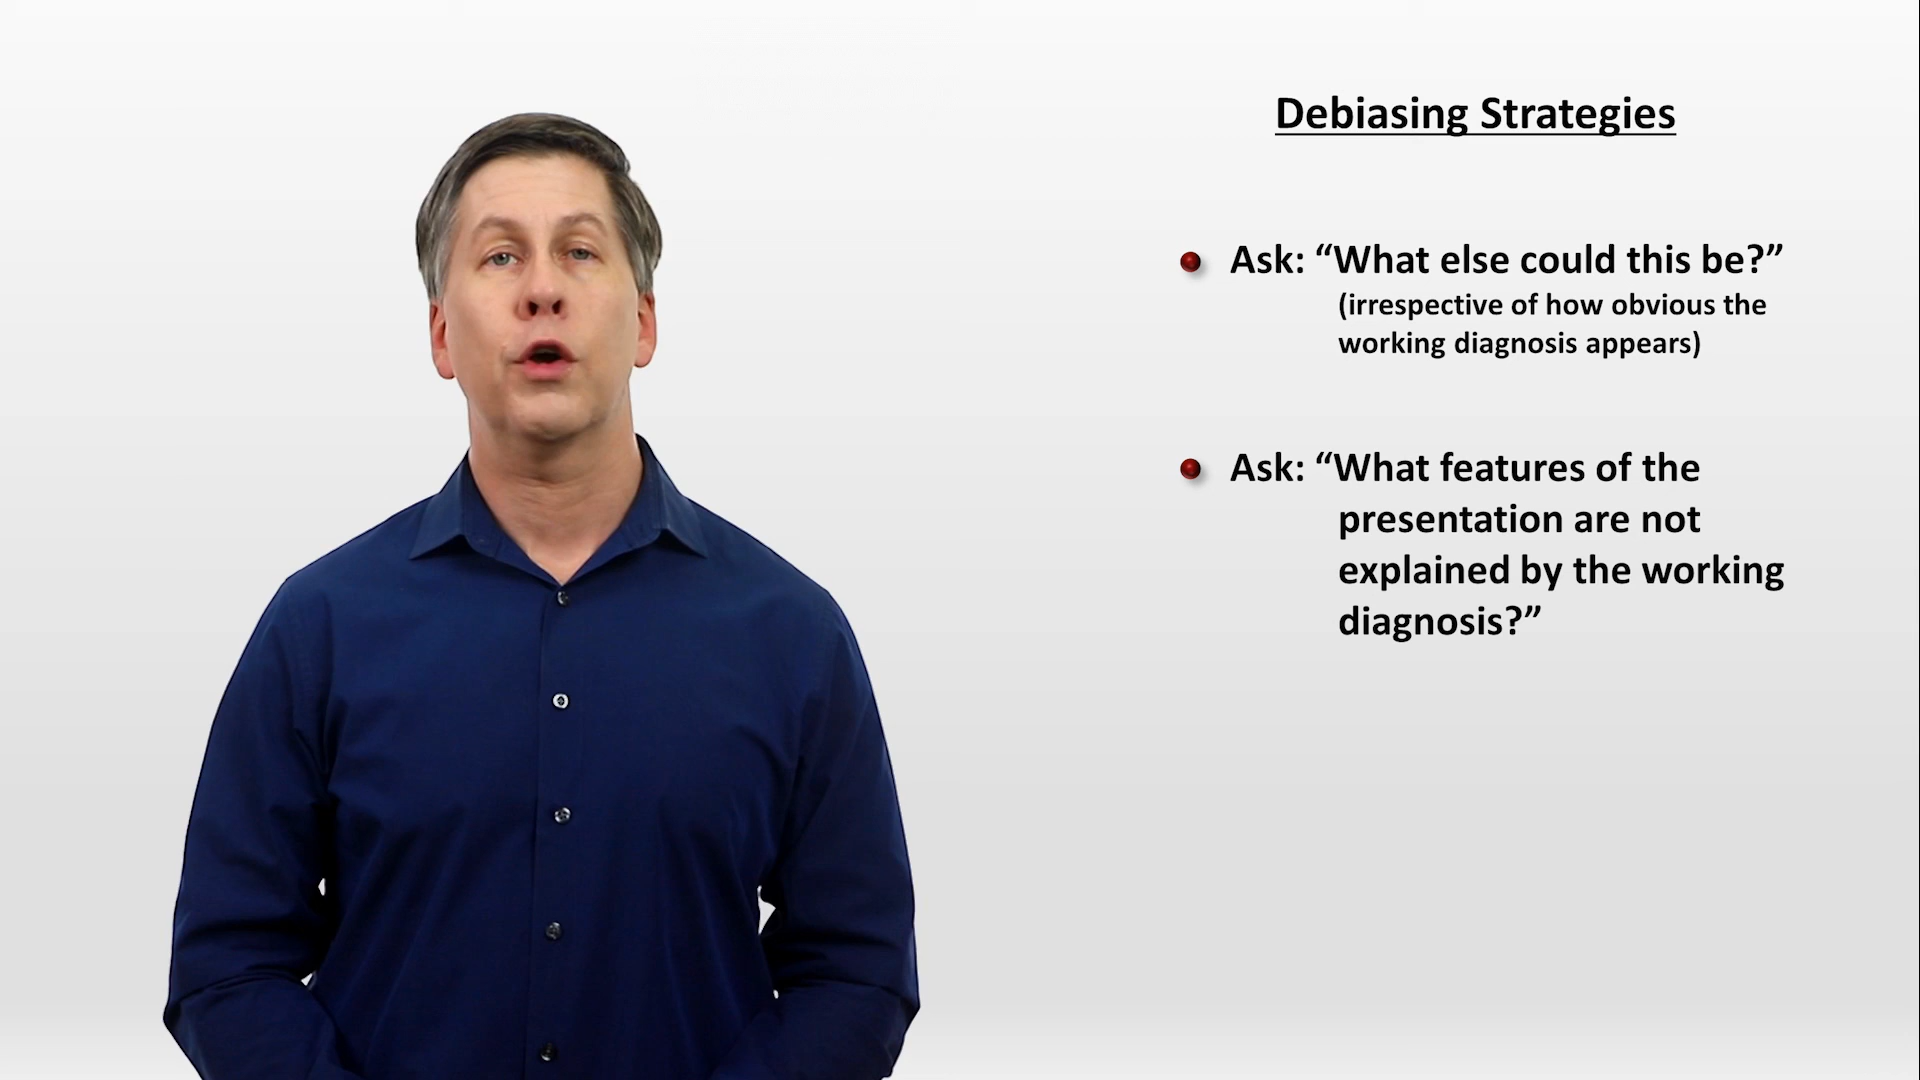 Debiasing Strategies
Ask: “What else could this be?”
(irrespective of how obvious the
working diagnosis appears)
Ask: “What features of the
presentation are not
explained by the working
diagnosis?”